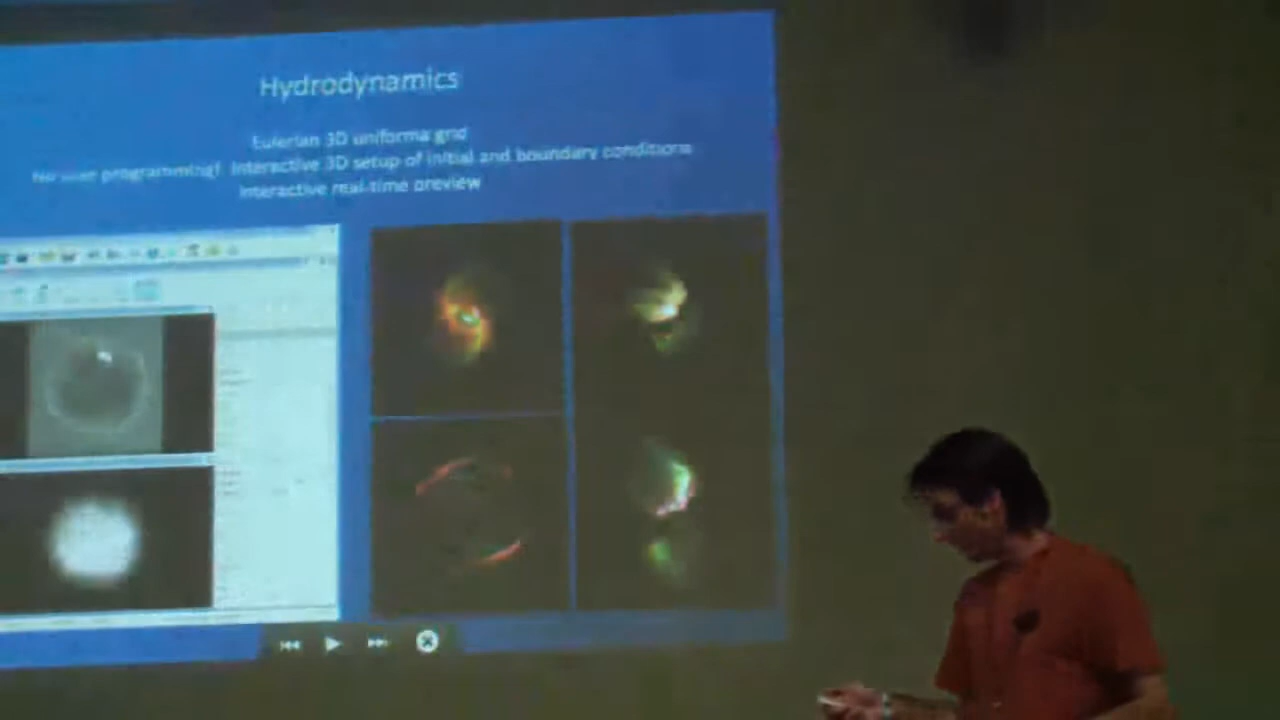 Hydrodynamics
Eulerian 3D uniforma grid
No user programming! Interactive 3D setup of initial and boundary conditions
Interactive real-time preview